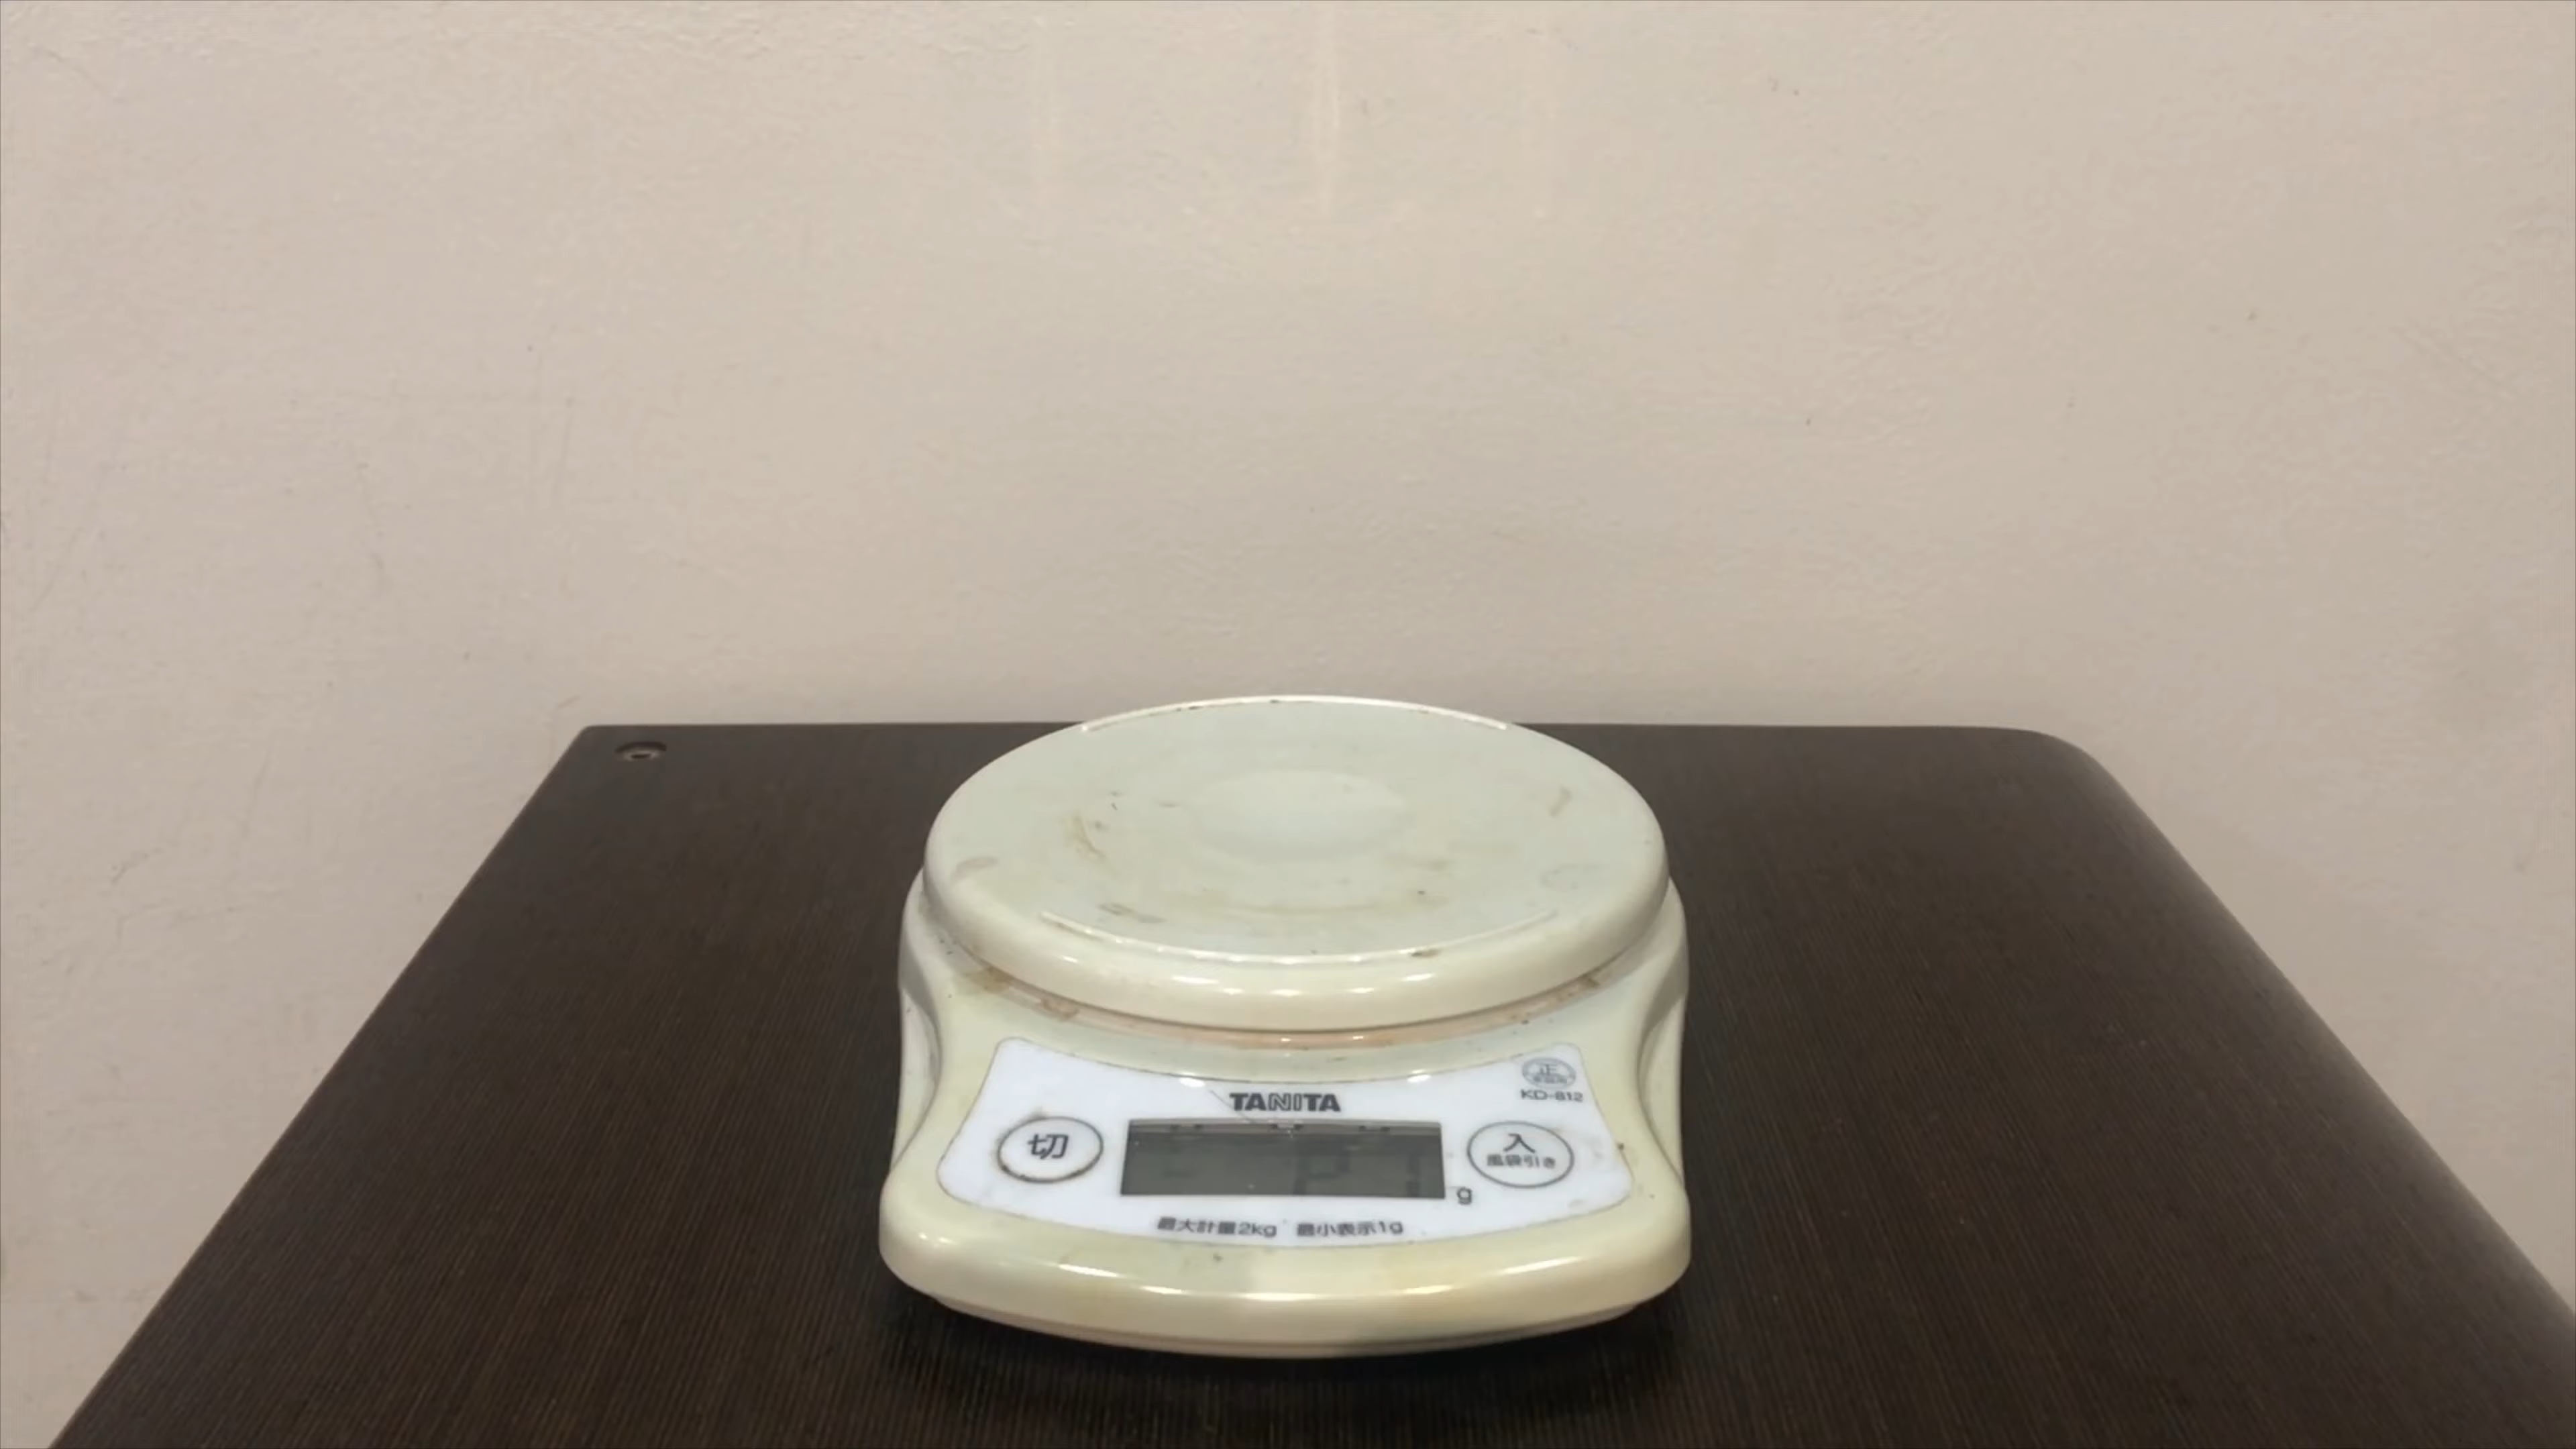 正
KD-812
TANITA
切
入
風袋引き
g
最大計量2kg 最小表示1g